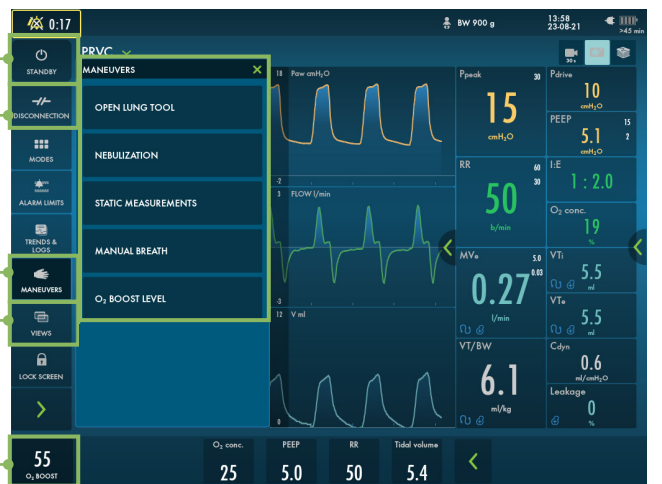 0:17
BW 900 g
13:58
23-08-21
>45 min
STANDBY
DISCONNECTION
MODES
ALARM LIMITS
TRENDS &
LOGS
MANEUVERS
VIEWS
LOCK SCREEN
55
O₂ BOOST
PRVC
MANEUVERS
OPEN LUNG TOOL
NEBULIZATION
STATIC MEASUREMENTS
MANUAL BREATH
O₂ BOOST LEVEL
18 Paw cmH₂O
-2
3 FLOW l/min
-3
12 V ml
0
30 s
Ppeak 30
15
cmH₂O
RR 60
30
50
b/min
MVe 5.0
0.03
0.27
l/min
VT/BW
6.1
ml/kg
Pdrive
10
cmH₂O
PEEP 15
5.1 2
cmH₂O
I:E
1 : 2.0
O₂ conc.
19
%
VTi
5.5
ml
VTe
5.5
ml
Cdyn
0.6
ml/cmH₂O
Leakage
0
%
O₂ conc. PEEP RR Tidal volume
25 5.0 50 5.4